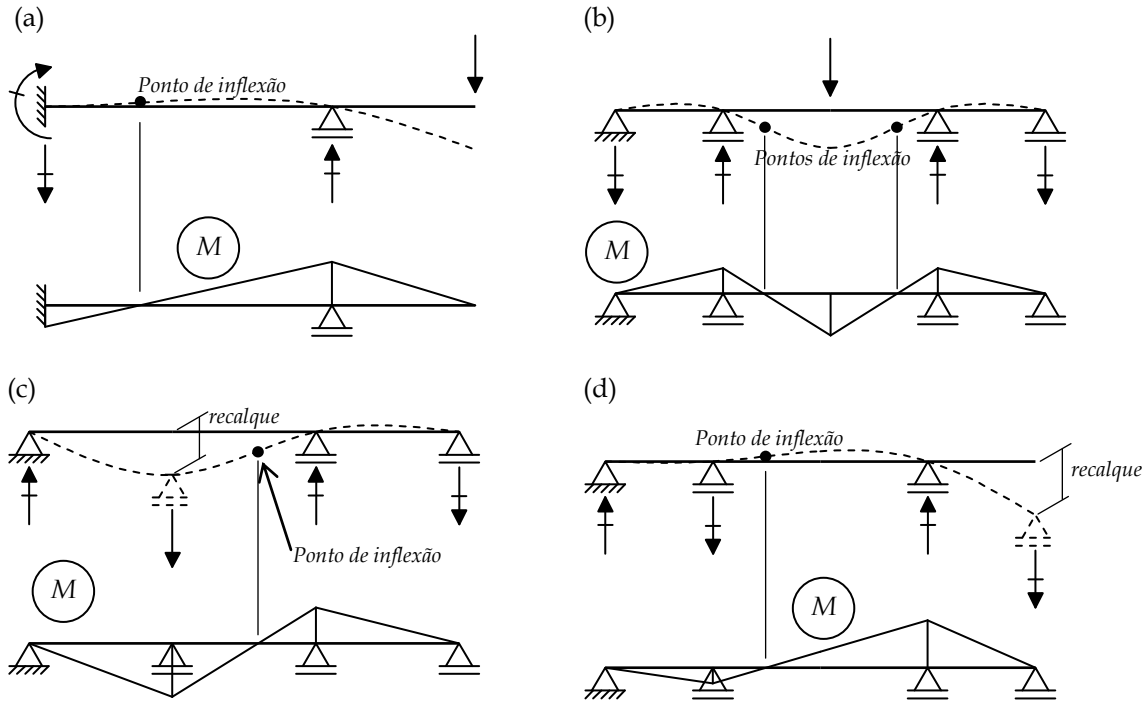 (a)
Ponto de inflexão
M
(b)
Pontos de inflexão
M
(c)
recalque
Ponto de inflexão
M
(d)
Ponto de inflexão
recalque
M